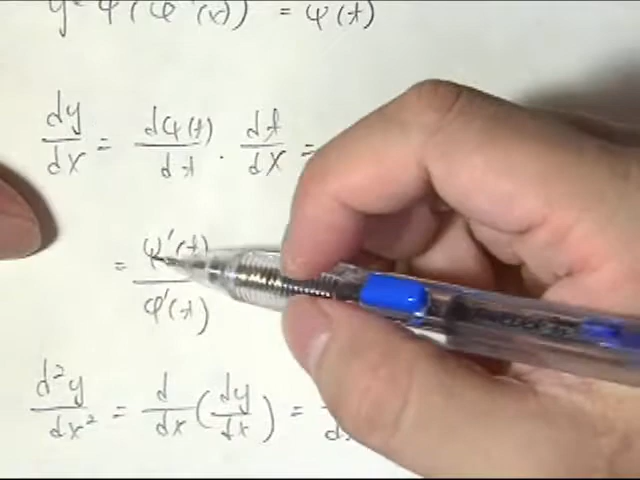 y = ψ(φ⁻¹(x)) = ψ(t)
dy/dx = dψ(t)/dt · dt/dx =
= ψ'(t)/φ'(t)
d²y/dx² = d/dx (dy/dx) =